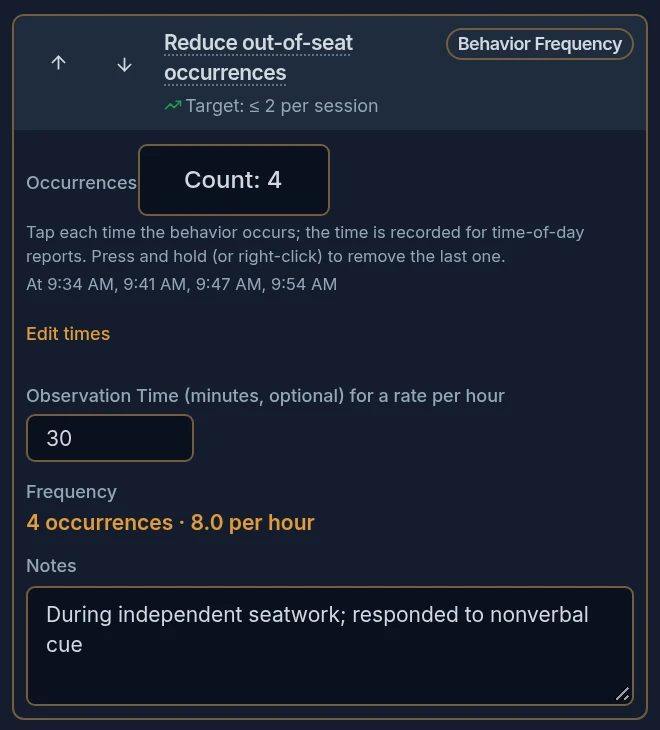 Reduce out-of-seat
occurrences
Behavior Frequency
Target: ≤ 2 per session
Occurrences
Count: 4
Tap each time the behavior occurs; the time is recorded for time-of-day
reports. Press and hold (or right-click) to remove the last one.
At 9:34 AM, 9:41 AM, 9:47 AM, 9:54 AM
Edit times
Observation Time (minutes, optional) for a rate per hour
30
Frequency
4 occurrences · 8.0 per hour
Notes
During independent seatwork; responded to nonverbal
cue